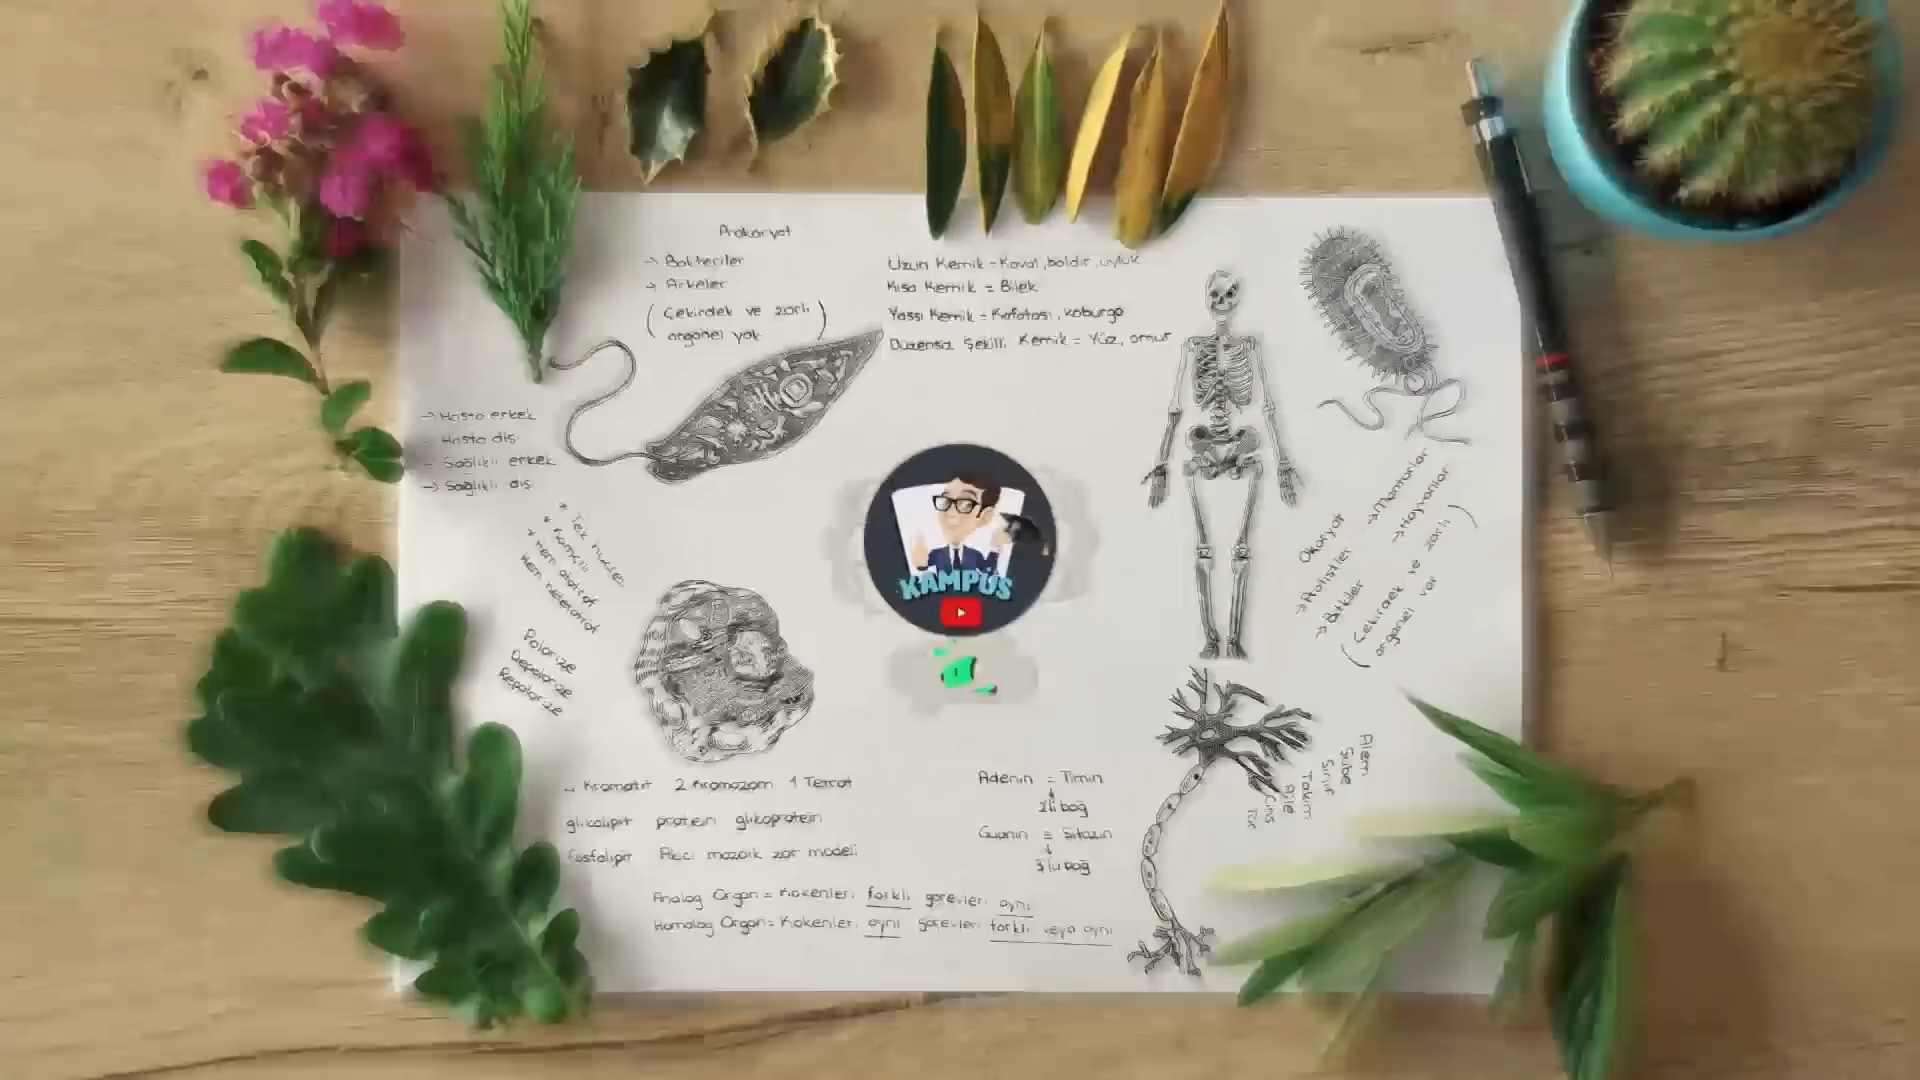 Prokaryot
→ Bakteriler
→ Arkeler
(Çekirdek ve zarlı
organel yok)
Uzun Kemik = Kaval, baldır, uyluk
Kısa Kemik = Bilek
Yassı Kemik = Kafatası, kaburga
Düzensiz Şekilli Kemik = Yüz, omur
→ Hasta erkek
→ Hasta dişi
→ Sağlıklı erkek
→ Sağlıklı dişi
* Tek hücreli
* Kamçılı
* Hem ototrof
Hem heterotrof
Polarize
Depolarize
Repolarize
KAMPÜS
Ökaryot
→ Protistler
→ Bitkiler
→ Mantarlar
→ Hayvanlar
(Çekirdek ve zarlı
organel var)
→ Kromatit 2 Kromozom 1 Tetrat
glikolipit protein glikoprotein
fosfolipit Akıcı mozaik zar modeli
Adenin = Timin
2li bağ
Guanin ≡ Sitozin
3lü bağ
Alem
Şube
Sınıf
Takım
Aile
Cins
Tür
Analog Organ = Kökenleri farklı görevleri aynı
Homolog Organ = Kökenleri aynı görevleri farklı veya aynı